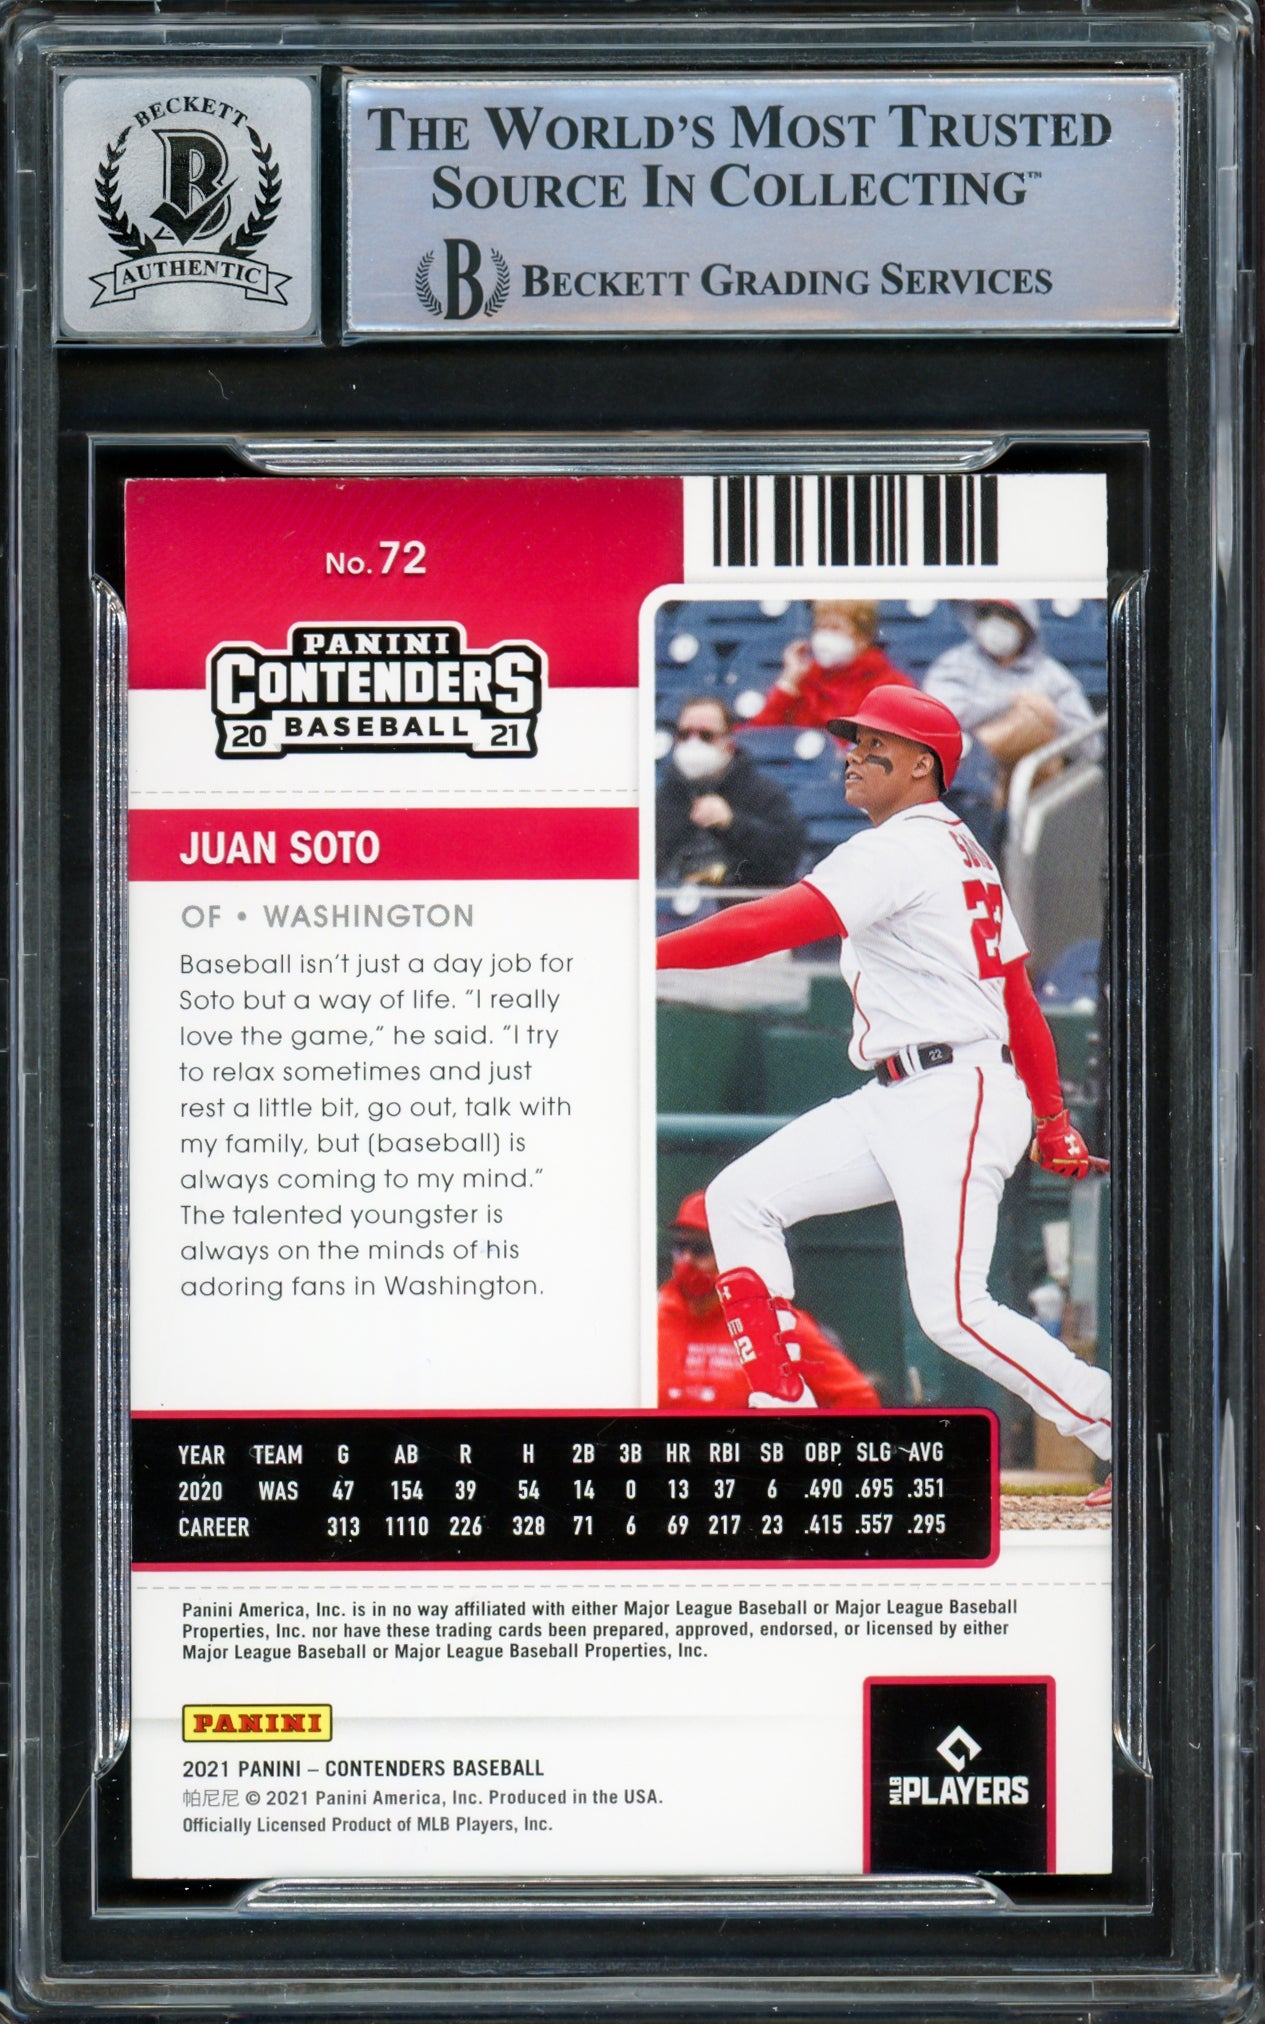 BECKETT
B
AUTHENTIC
THE WORLD'S MOST TRUSTED
SOURCE IN COLLECTING™
B BECKETT GRADING SERVICES
No. 72
PANINI
CONTENDERS
20 BASEBALL 21
JUAN SOTO
OF • WASHINGTON
Baseball isn't just a day job for
Soto but a way of life. "I really
love the game," he said. "I try
to relax sometimes and just
rest a little bit, go out, talk with
my family, but (baseball) is
always coming to my mind."
The talented youngster is
always on the minds of his
adoring fans in Washington.
22
22
YEAR TEAM G AB R H 2B 3B HR RBI SB OBP SLG AVG
2020 WAS 47 154 39 54 14 0 13 37 6 .490 .695 .351
CAREER 313 1110 226 328 71 6 69 217 23 .415 .557 .295
Panini America, Inc. is in no way affiliated with either Major League Baseball or Major League Baseball
Properties, Inc. nor have these trading cards been prepared, approved, endorsed, or licensed by either
Major League Baseball or Major League Baseball Properties, Inc.
PANINI
2021 PANINI – CONTENDERS BASEBALL
帕尼尼 © 2021 Panini America, Inc. Produced in the USA.
Officially Licensed Product of MLB Players, Inc.
MLB PLAYERS